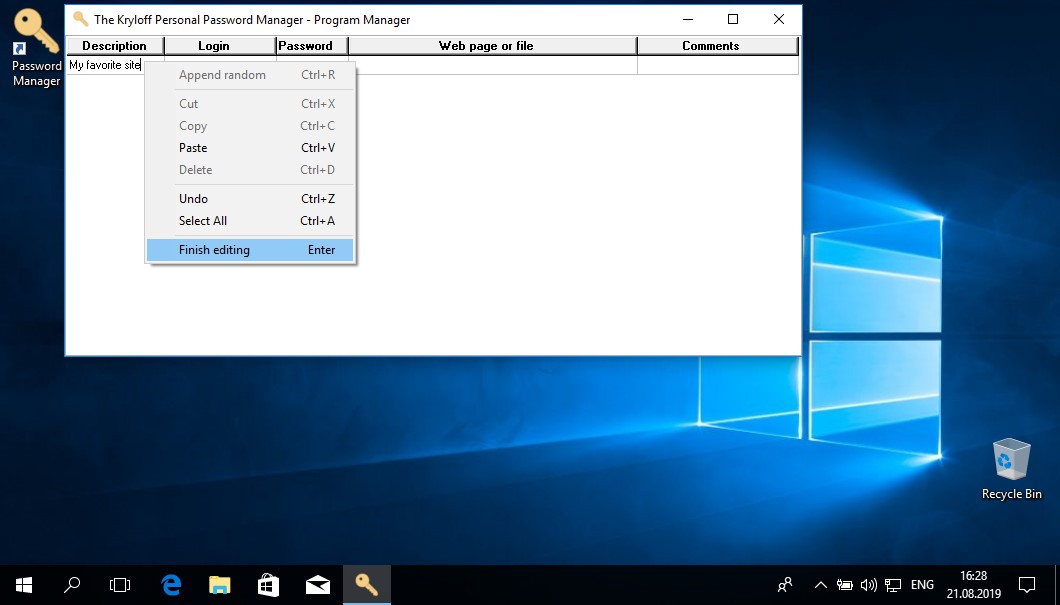 The Kryloff Personal Password Manager - Program Manager
Description Login Password Web page or file Comments
My favorite site
Append random Ctrl+R
Cut Ctrl+X
Copy Ctrl+C
Paste Ctrl+V
Delete Ctrl+D
Undo Ctrl+Z
Select All Ctrl+A
Finish editing Enter
Password
Manager
Recycle Bin
ENG
16:28
21.08.2019